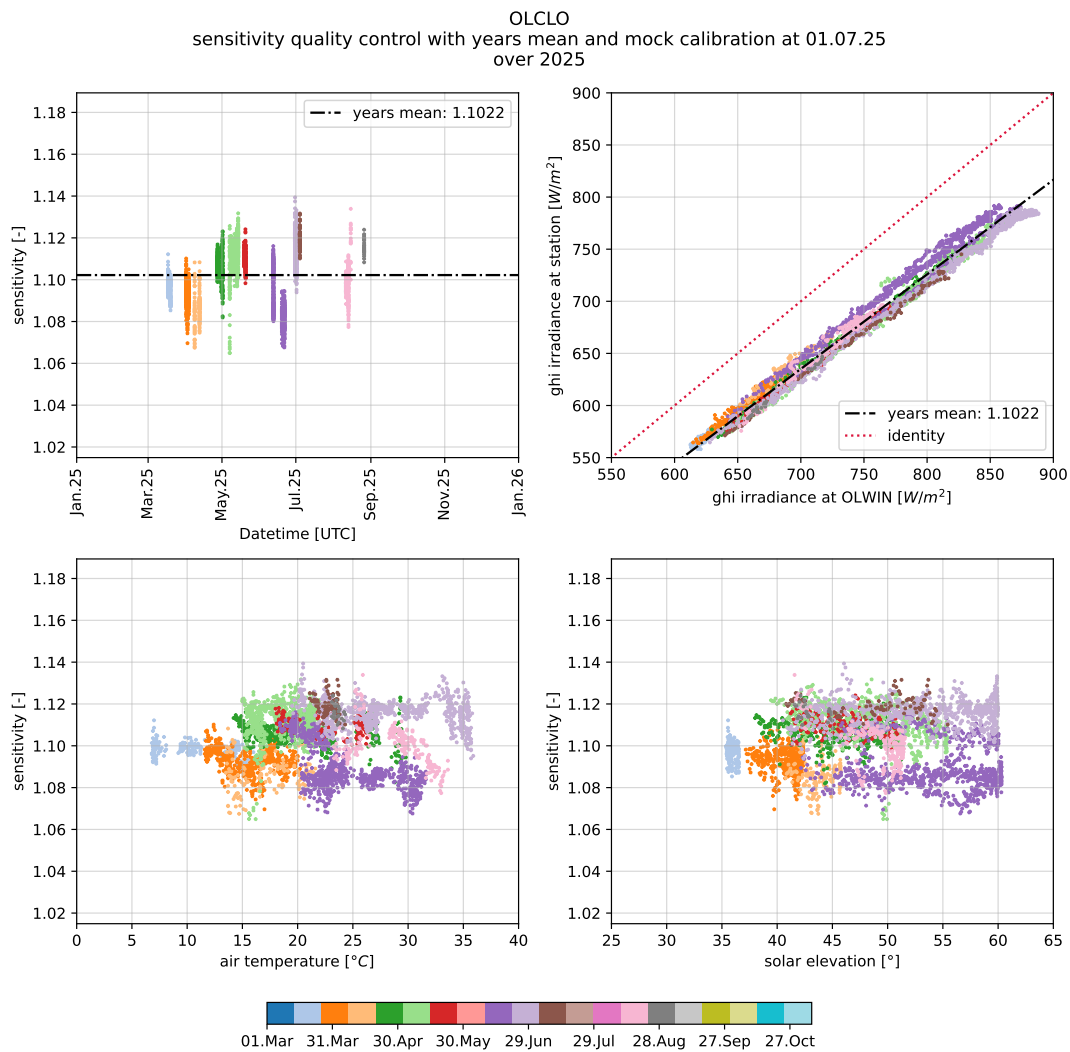 OLCLO
sensitivity quality control with years mean and mock calibration at 01.07.25
over 2025
1.18
1.16
1.14
1.12
1.10
1.08
1.06
1.04
1.02
sensitivity [-]
years mean: 1.1022
Jan.25
Mar.25
May.25
Jul.25
Sep.25
Nov.25
Jan.26
Datetime [UTC]
900
850
800
750
700
650
600
550
ghi irradiance at station [W/m²]
years mean: 1.1022
identity
550 600 650 700 750 800 850 900
ghi irradiance at OLWIN [W/m²]
1.18
1.16
1.14
1.12
1.10
1.08
1.06
1.04
1.02
sensitivity [-]
0 5 10 15 20 25 30 35 40
air temperature [°C]
1.18
1.16
1.14
1.12
1.10
1.08
1.06
1.04
1.02
sensitivity [-]
25 30 35 40 45 50 55 60 65
solar elevation [°]
01.Mar 31.Mar 30.Apr 30.May 29.Jun 29.Jul 28.Aug 27.Sep 27.Oct